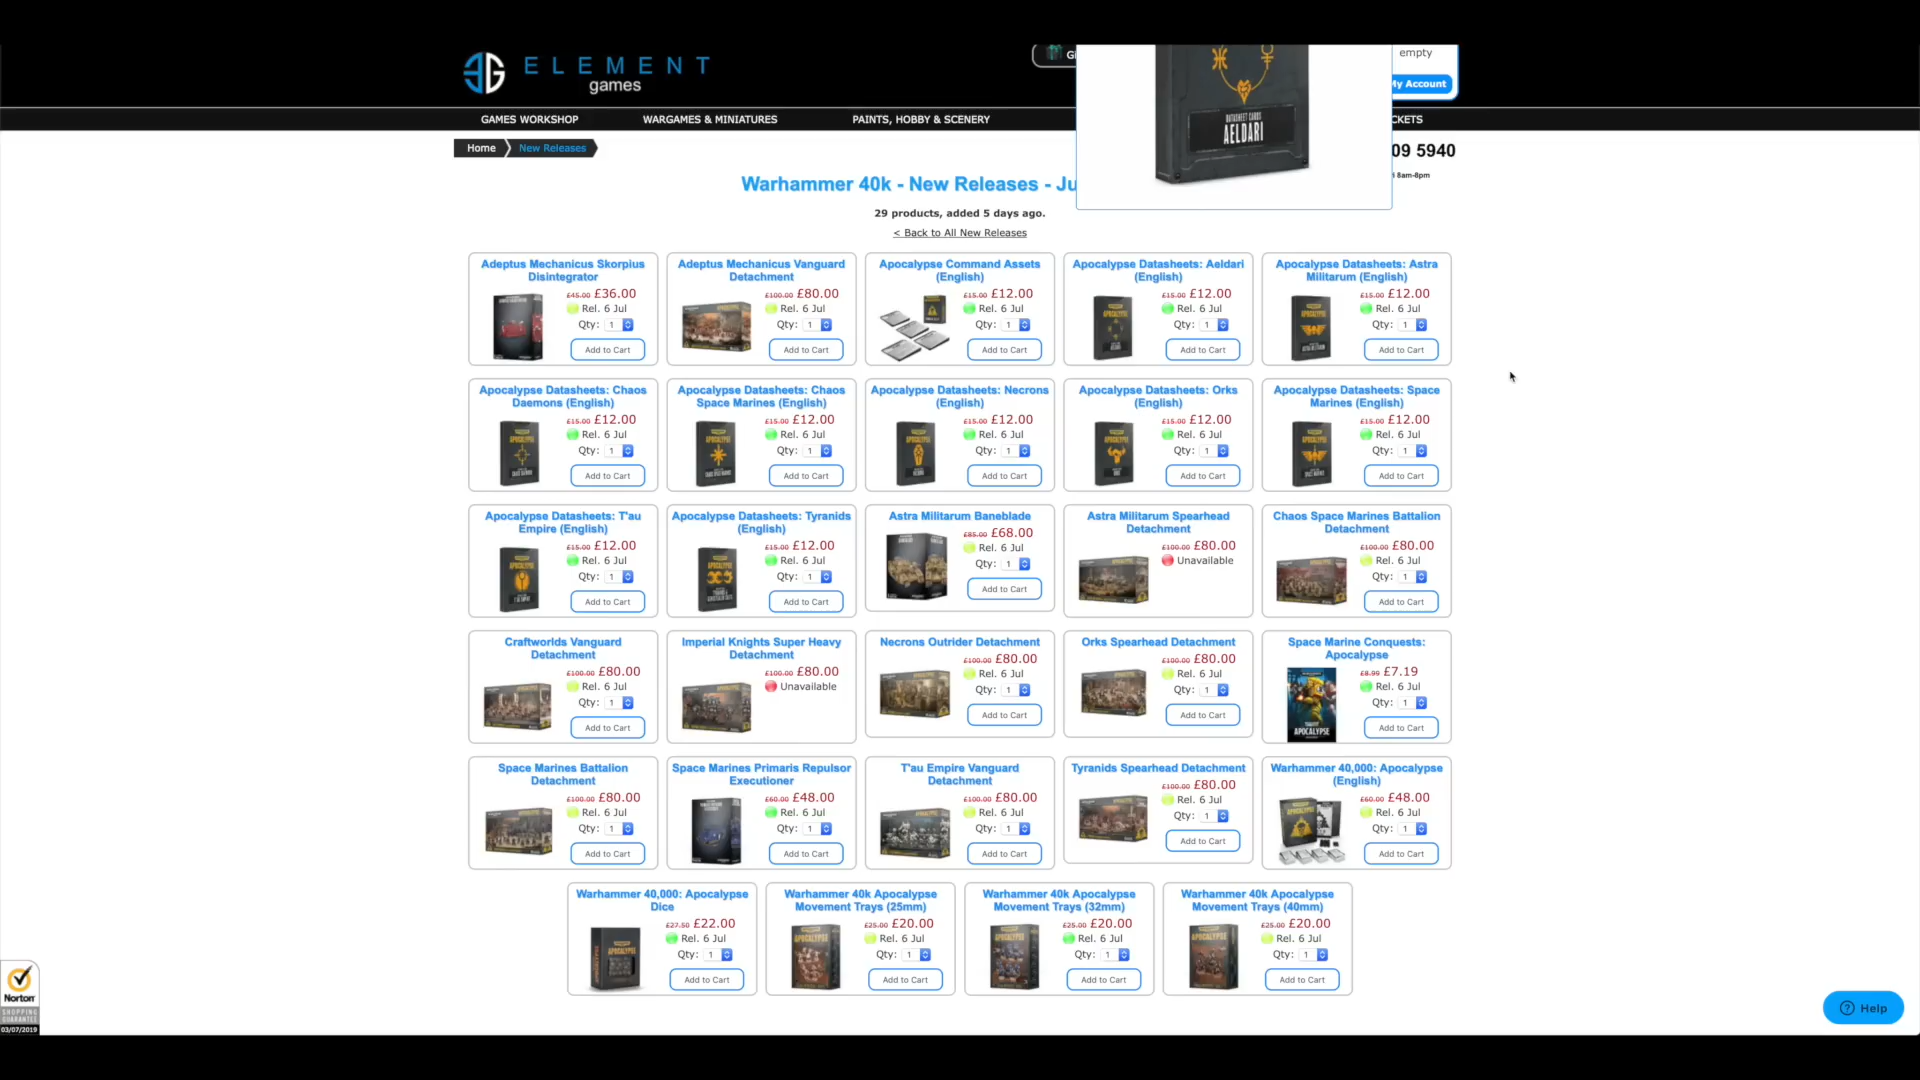 ELEMENT
games
Gi
empty
My Account
GAMES WORKSHOP
WARGAMES & MINIATURES
PAINTS, HOBBY & SCENERY
CKETS
DATASHEET CARDS
AELDARI
Home
New Releases
09 5940
i 8am-8pm
Warhammer 40k - New Releases - Ju
29 products, added 5 days ago.
< Back to All New Releases
Adeptus Mechanicus Skorpius
Disintegrator
£45.00 £36.00
Rel. 6 Jul
Qty: 1
Add to Cart
Adeptus Mechanicus Vanguard
Detachment
£100.00 £80.00
Rel. 6 Jul
Qty: 1
Add to Cart
Apocalypse Command Assets
(English)
£15.00 £12.00
Rel. 6 Jul
Qty: 1
Add to Cart
Apocalypse Datasheets: Aeldari
(English)
£15.00 £12.00
Rel. 6 Jul
Qty: 1
Add to Cart
Apocalypse Datasheets: Astra
Militarum (English)
£15.00 £12.00
Rel. 6 Jul
Qty: 1
Add to Cart
Apocalypse Datasheets: Chaos
Daemons (English)
£15.00 £12.00
Rel. 6 Jul
Qty: 1
Add to Cart
Apocalypse Datasheets: Chaos
Space Marines (English)
£15.00 £12.00
Rel. 6 Jul
Qty: 1
Add to Cart
Apocalypse Datasheets: Necrons
(English)
£15.00 £12.00
Rel. 6 Jul
Qty: 1
Add to Cart
Apocalypse Datasheets: Orks
(English)
£15.00 £12.00
Rel. 6 Jul
Qty: 1
Add to Cart
Apocalypse Datasheets: Space
Marines (English)
£15.00 £12.00
Rel. 6 Jul
Qty: 1
Add to Cart
Apocalypse Datasheets: T'au
Empire (English)
£15.00 £12.00
Rel. 6 Jul
Qty: 1
Add to Cart
Apocalypse Datasheets: Tyranids
(English)
£15.00 £12.00
Rel. 6 Jul
Qty: 1
Add to Cart
Astra Militarum Baneblade
£85.00 £68.00
Rel. 6 Jul
Qty: 1
Add to Cart
Astra Militarum Spearhead
Detachment
£100.00 £80.00
Unavailable
Chaos Space Marines Battalion
Detachment
£100.00 £80.00
Rel. 6 Jul
Qty: 1
Add to Cart
Craftworlds Vanguard
Detachment
£100.00 £80.00
Rel. 6 Jul
Qty: 1
Add to Cart
Imperial Knights Super Heavy
Detachment
£100.00 £80.00
Unavailable
Necrons Outrider Detachment
£100.00 £80.00
Rel. 6 Jul
Qty: 1
Add to Cart
Orks Spearhead Detachment
£100.00 £80.00
Rel. 6 Jul
Qty: 1
Add to Cart
Space Marine Conquests:
Apocalypse
£8.99 £7.19
Rel. 6 Jul
Qty: 1
Add to Cart
APOCALYPSE
Space Marines Battalion
Detachment
£100.00 £80.00
Rel. 6 Jul
Qty: 1
Add to Cart
Space Marines Primaris Repulsor
Executioner
£60.00 £48.00
Rel. 6 Jul
Qty: 1
Add to Cart
T'au Empire Vanguard
Detachment
£100.00 £80.00
Rel. 6 Jul
Qty: 1
Add to Cart
Tyranids Spearhead Detachment
£100.00 £80.00
Rel. 6 Jul
Qty: 1
Add to Cart
Warhammer 40,000: Apocalypse
(English)
£60.00 £48.00
Rel. 6 Jul
Qty: 1
Add to Cart
Warhammer 40,000: Apocalypse
Dice
£27.50 £22.00
Rel. 6 Jul
Qty: 1
Add to Cart
Warhammer 40k Apocalypse
Movement Trays (25mm)
£25.00 £20.00
Rel. 6 Jul
Qty: 1
Add to Cart
Warhammer 40k Apocalypse
Movement Trays (32mm)
£25.00 £20.00
Rel. 6 Jul
Qty: 1
Add to Cart
Warhammer 40k Apocalypse
Movement Trays (40mm)
£25.00 £20.00
Rel. 6 Jul
Qty: 1
Add to Cart
Norton
SHOPPING
GUARANTEE
03/07/2019
Help